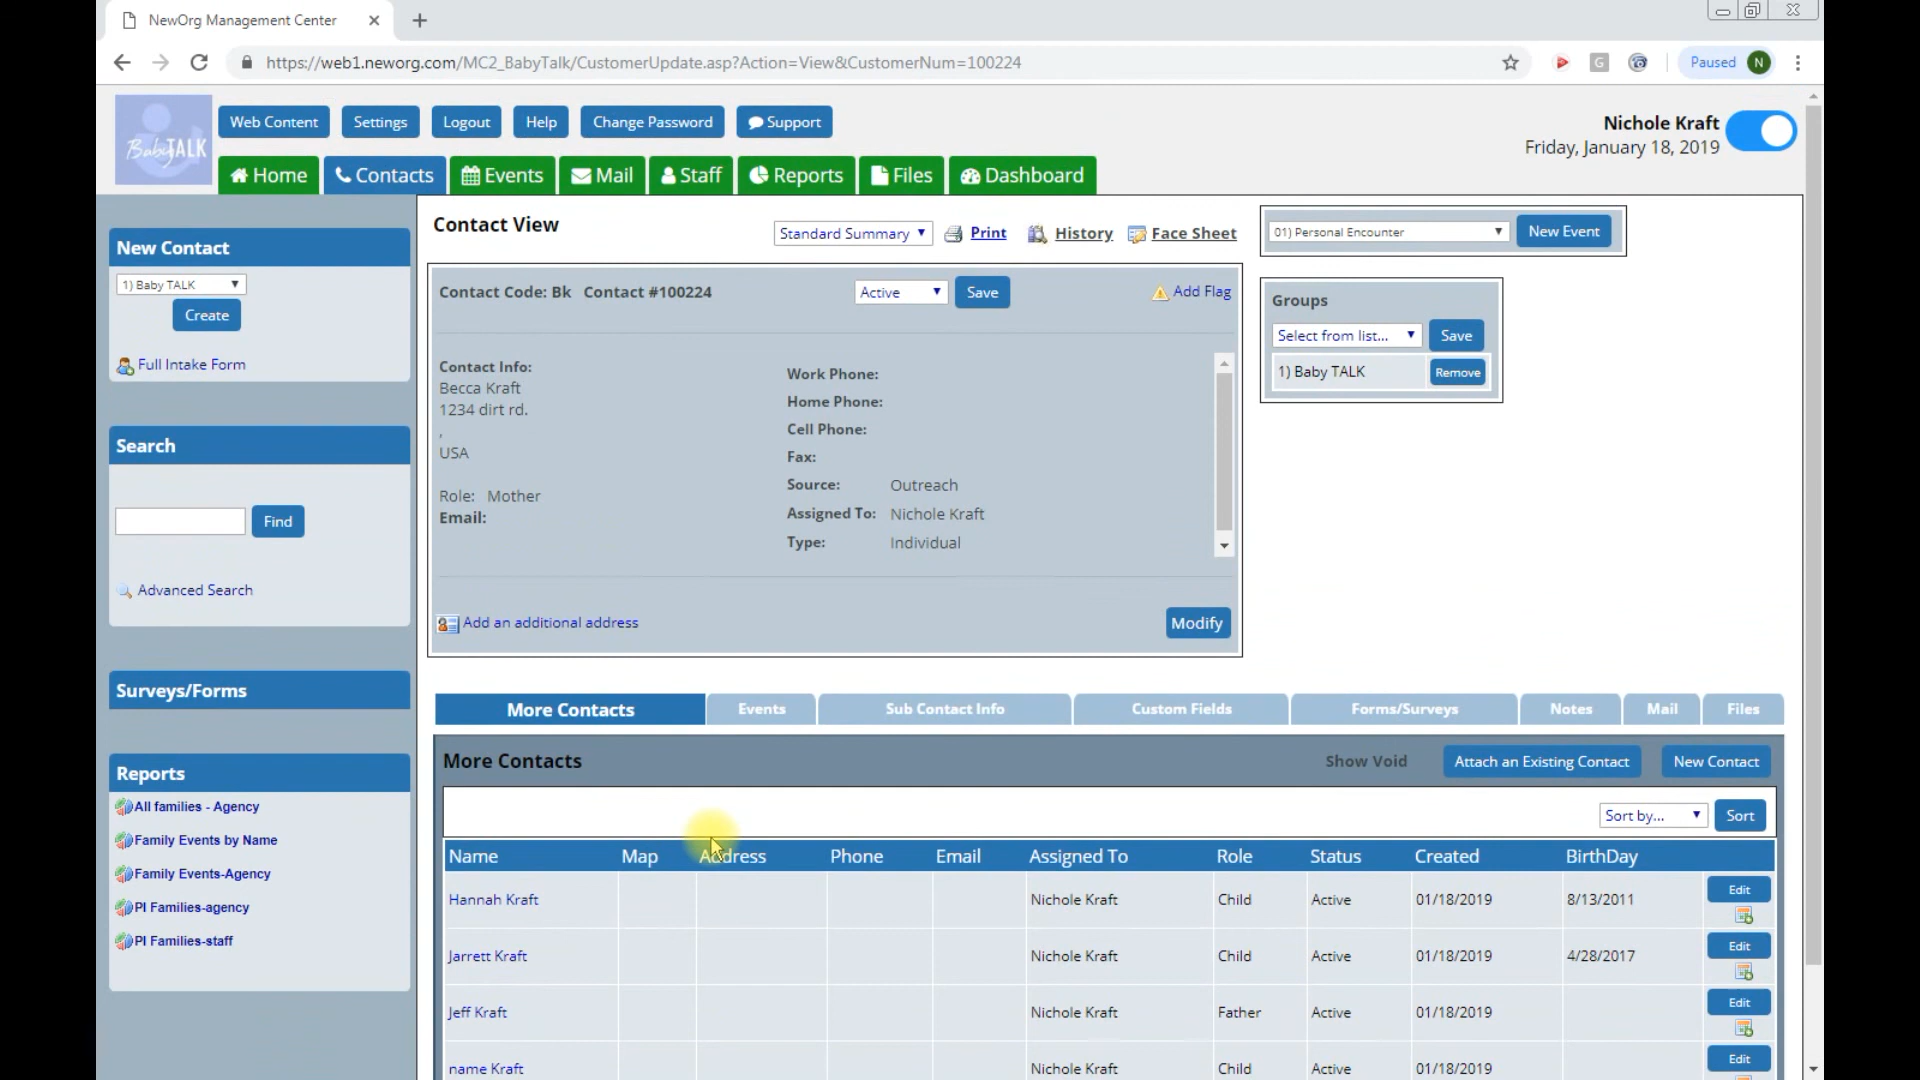 NewOrg Management Center
https://web1.neworg.com/MC2_BabyTalk/CustomerUpdate.asp?Action=View&CustomerNum=100224
Paused N
BabyTALK
Web Content Settings Logout Help Change Password Support
Nichole Kraft
Friday, January 18, 2019
Home Contacts Events Mail Staff Reports Files Dashboard
New Contact
1) Baby TALK
Create
Full Intake Form
Search
Find
Advanced Search
Surveys/Forms
Reports
All families - Agency
Family Events by Name
Family Events-Agency
PI Families-agency
PI Families-staff
Contact View
Standard Summary Print History Face Sheet
01) Personal Encounter New Event
Contact Code: Bk Contact #100224
Active Save Add Flag
Contact Info:
Becca Kraft
1234 dirt rd.
,
USA
Role: Mother
Email:
Work Phone:
Home Phone:
Cell Phone:
Fax:
Source: Outreach
Assigned To: Nichole Kraft
Type: Individual
Add an additional address
Modify
Groups
Select from list... Save
1) Baby TALK Remove
More Contacts Events Sub Contact Info Custom Fields Forms/Surveys Notes Mail Files
More Contacts Show Void Attach an Existing Contact New Contact
Sort by... Sort
Name Map Address Phone Email Assigned To Role Status Created BirthDay
Hannah Kraft Nichole Kraft Child Active 01/18/2019 8/13/2011 Edit
Jarrett Kraft Nichole Kraft Child Active 01/18/2019 4/28/2017 Edit
Jeff Kraft Nichole Kraft Father Active 01/18/2019 Edit
name Kraft Nichole Kraft Child Active 01/18/2019 Edit